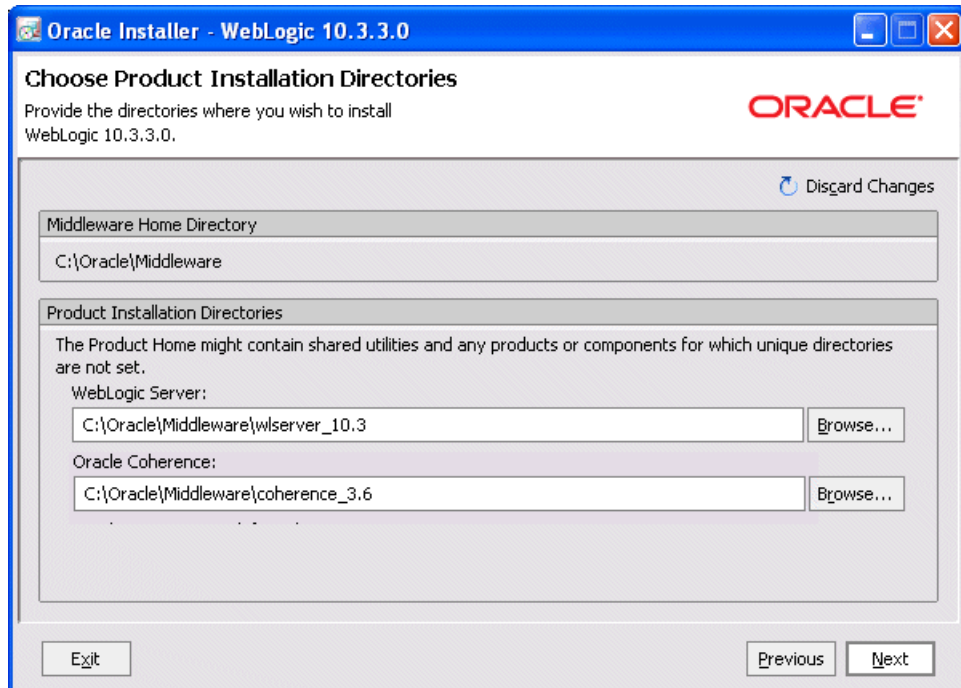 Oracle Installer - WebLogic 10.3.3.0
Choose Product Installation Directories
Provide the directories where you wish to install
WebLogic 10.3.3.0.
ORACLE
Discard Changes
Middleware Home Directory
C:\Oracle\Middleware
Product Installation Directories
The Product Home might contain shared utilities and any products or components for which unique directories
are not set.
WebLogic Server:
C:\Oracle\Middleware\wlserver_10.3
Browse...
Oracle Coherence:
C:\Oracle\Middleware\coherence_3.6
Browse...
Exit
Previous
Next